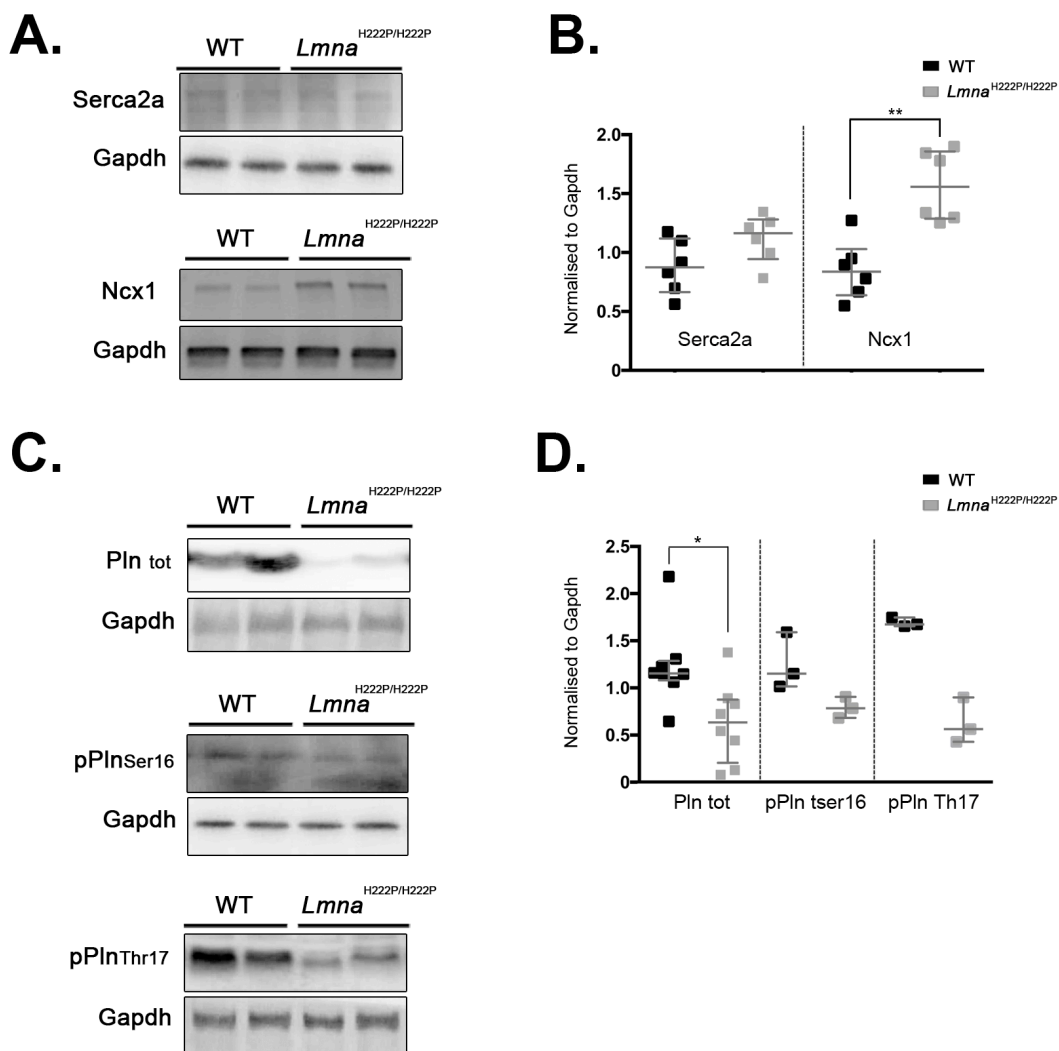 A.
WT Lmna H222P/H222P
Serca2a
Gapdh
WT Lmna H222P/H222P
Ncx1
Gapdh
B.
WT
Lmna H222P/H222P
**
Normalised to Gapdh
2.0
1.5
1.0
0.5
0
Serca2a Ncx1
C.
WT Lmna H222P/H222P
Pln tot
Gapdh
WT Lmna H222P/H222P
pPlnSer16
Gapdh
WT Lmna H222P/H222P
pPlnThr17
Gapdh
D.
WT
Lmna H222P/H222P
*
Normalised to Gapdh
2.5
2.0
1.5
1.0
0.5
0
Pln tot pPln tser16 pPln Th17